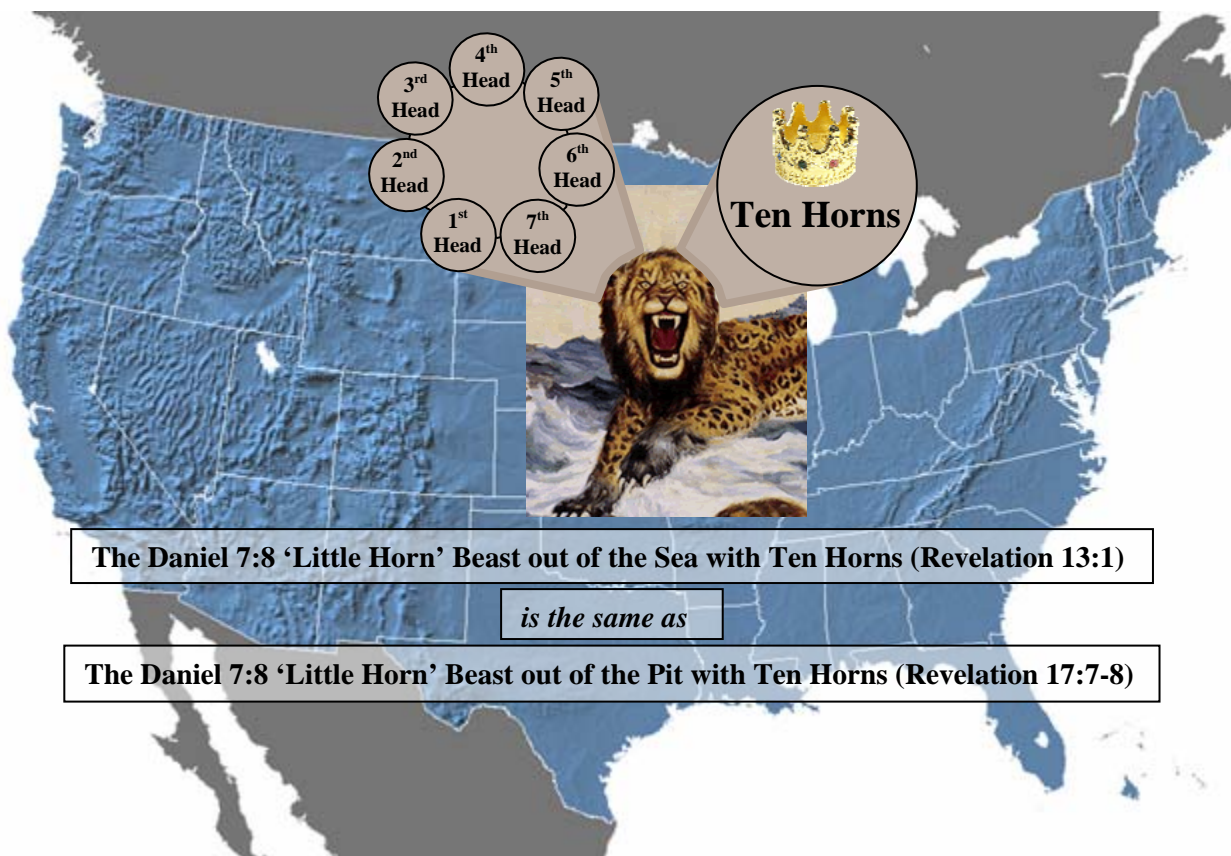 4th
Head
3rd
Head
5th
Head
2nd
Head
6th
Head
1st
Head
7th
Head
Ten Horns
The Daniel 7:8 ‘Little Horn’ Beast out of the Sea with Ten Horns (Revelation 13:1)
is the same as
The Daniel 7:8 ‘Little Horn’ Beast out of the Pit with Ten Horns (Revelation 17:7-8)